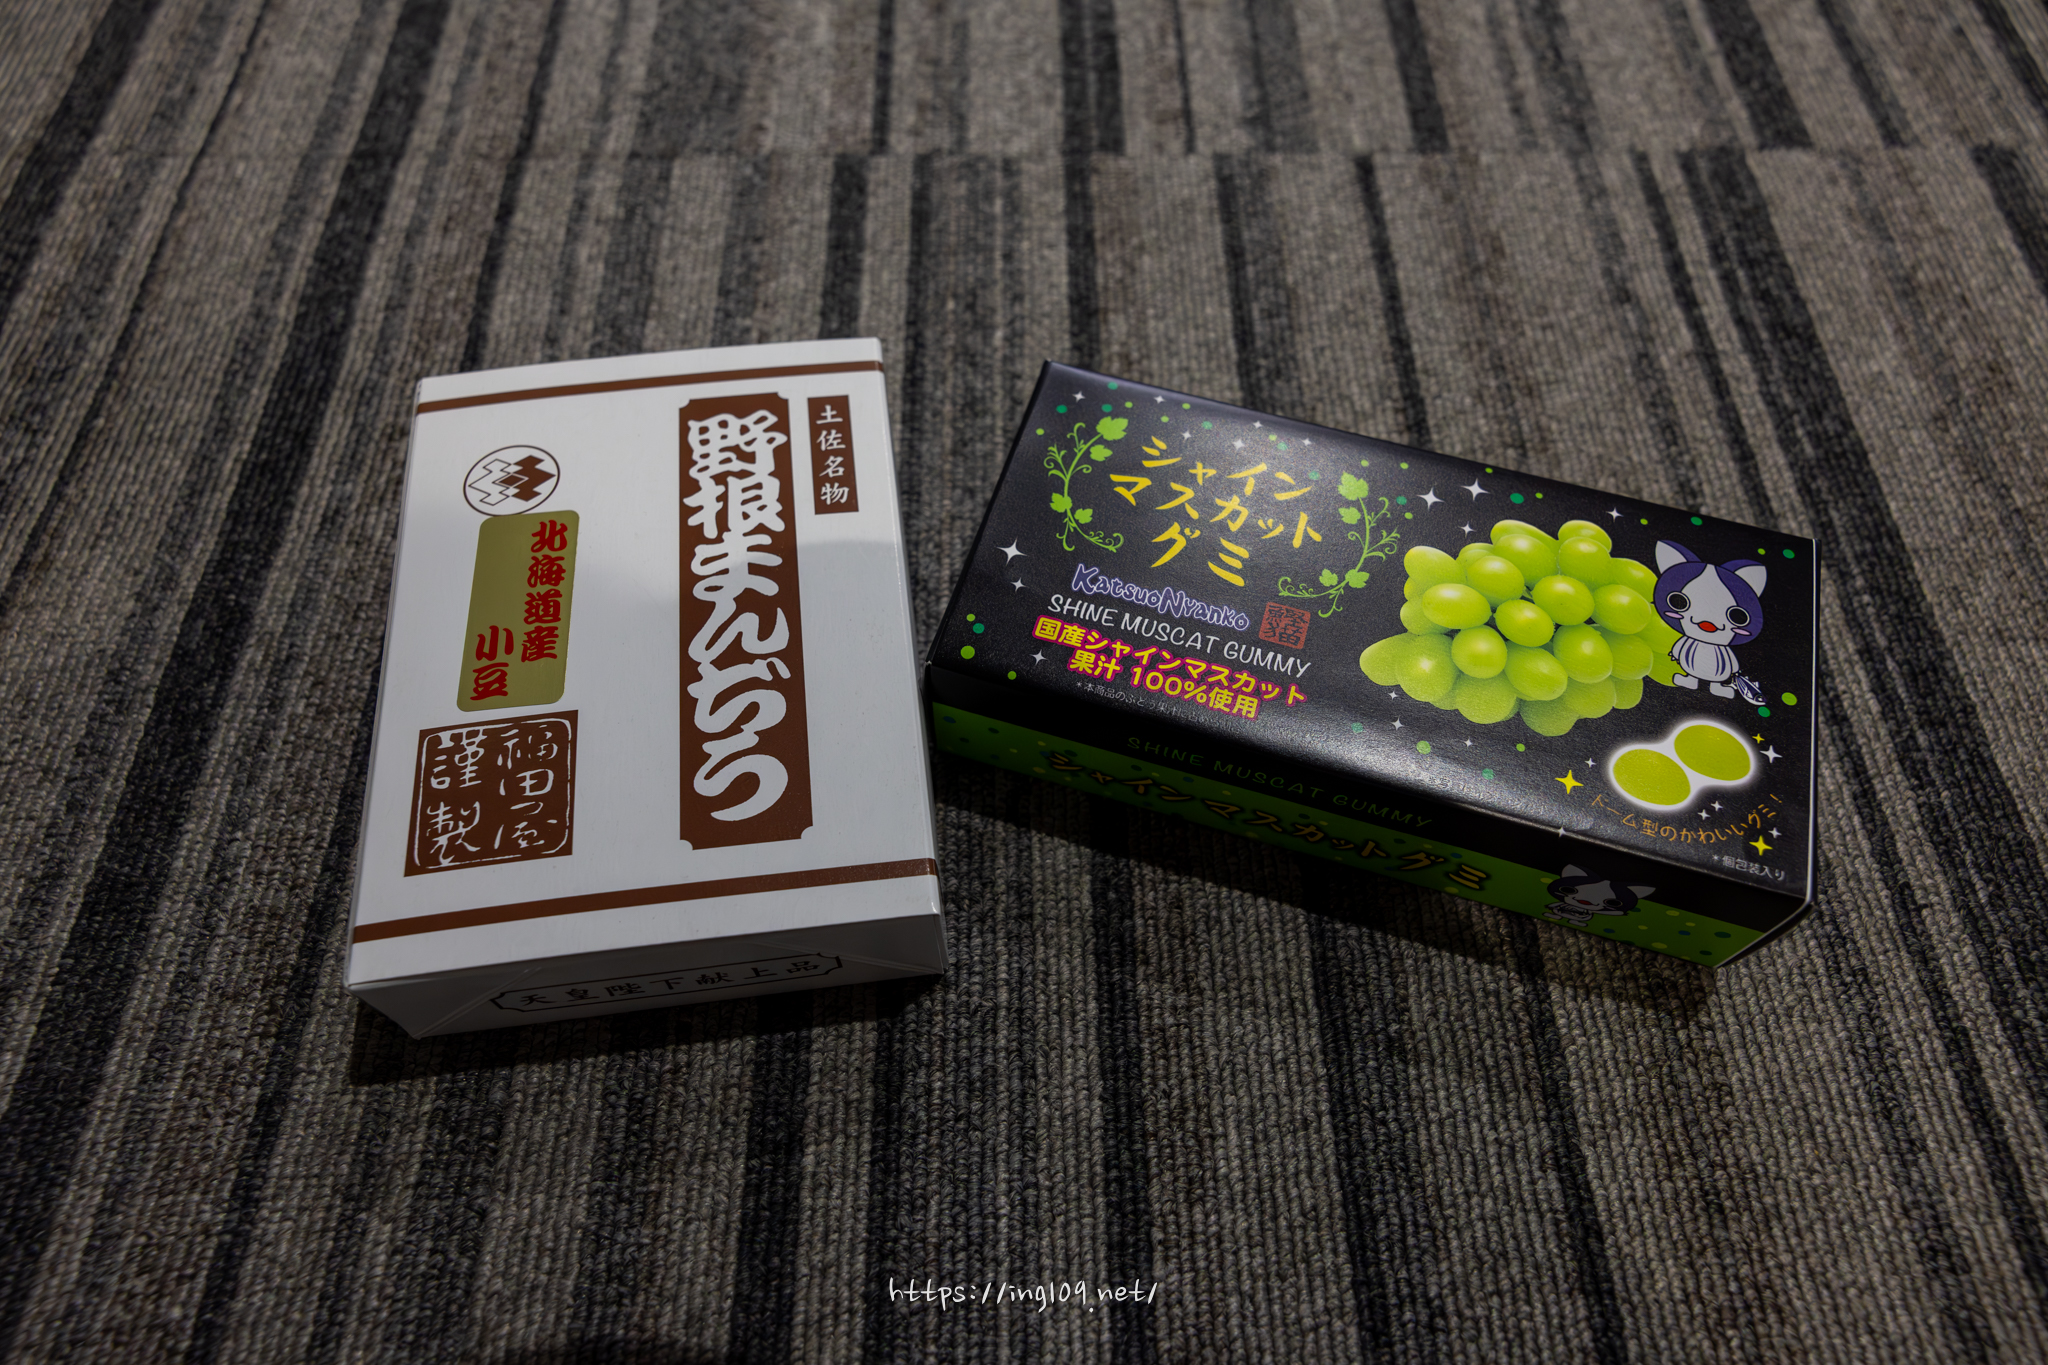 土佐名物
野根まんぢう
北海道産
小豆
福田屋
謹製
天皇陛下献上品
シャイン
マスカット
グミ
KatsuoNyanko
SHINE MUSCAT GUMMY
国産シャインマスカット
果汁100%使用
ドーム型のかわいいグミ!
*個包装入り
SHINE MUSCAT GUMMY
シャインマスカットグミ
https://ing109.net/